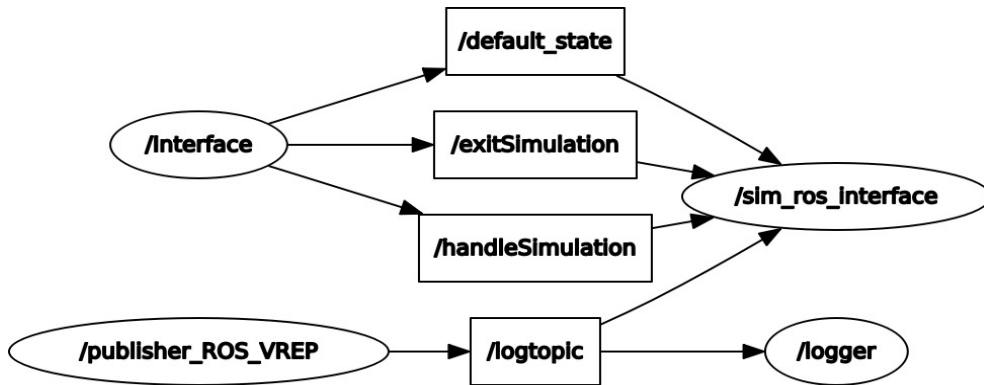 /default_state
/Interface
/exitSimulation
/sim_ros_interface
/handleSimulation
/publisher_ROS_VREP
/logtopic
/logger